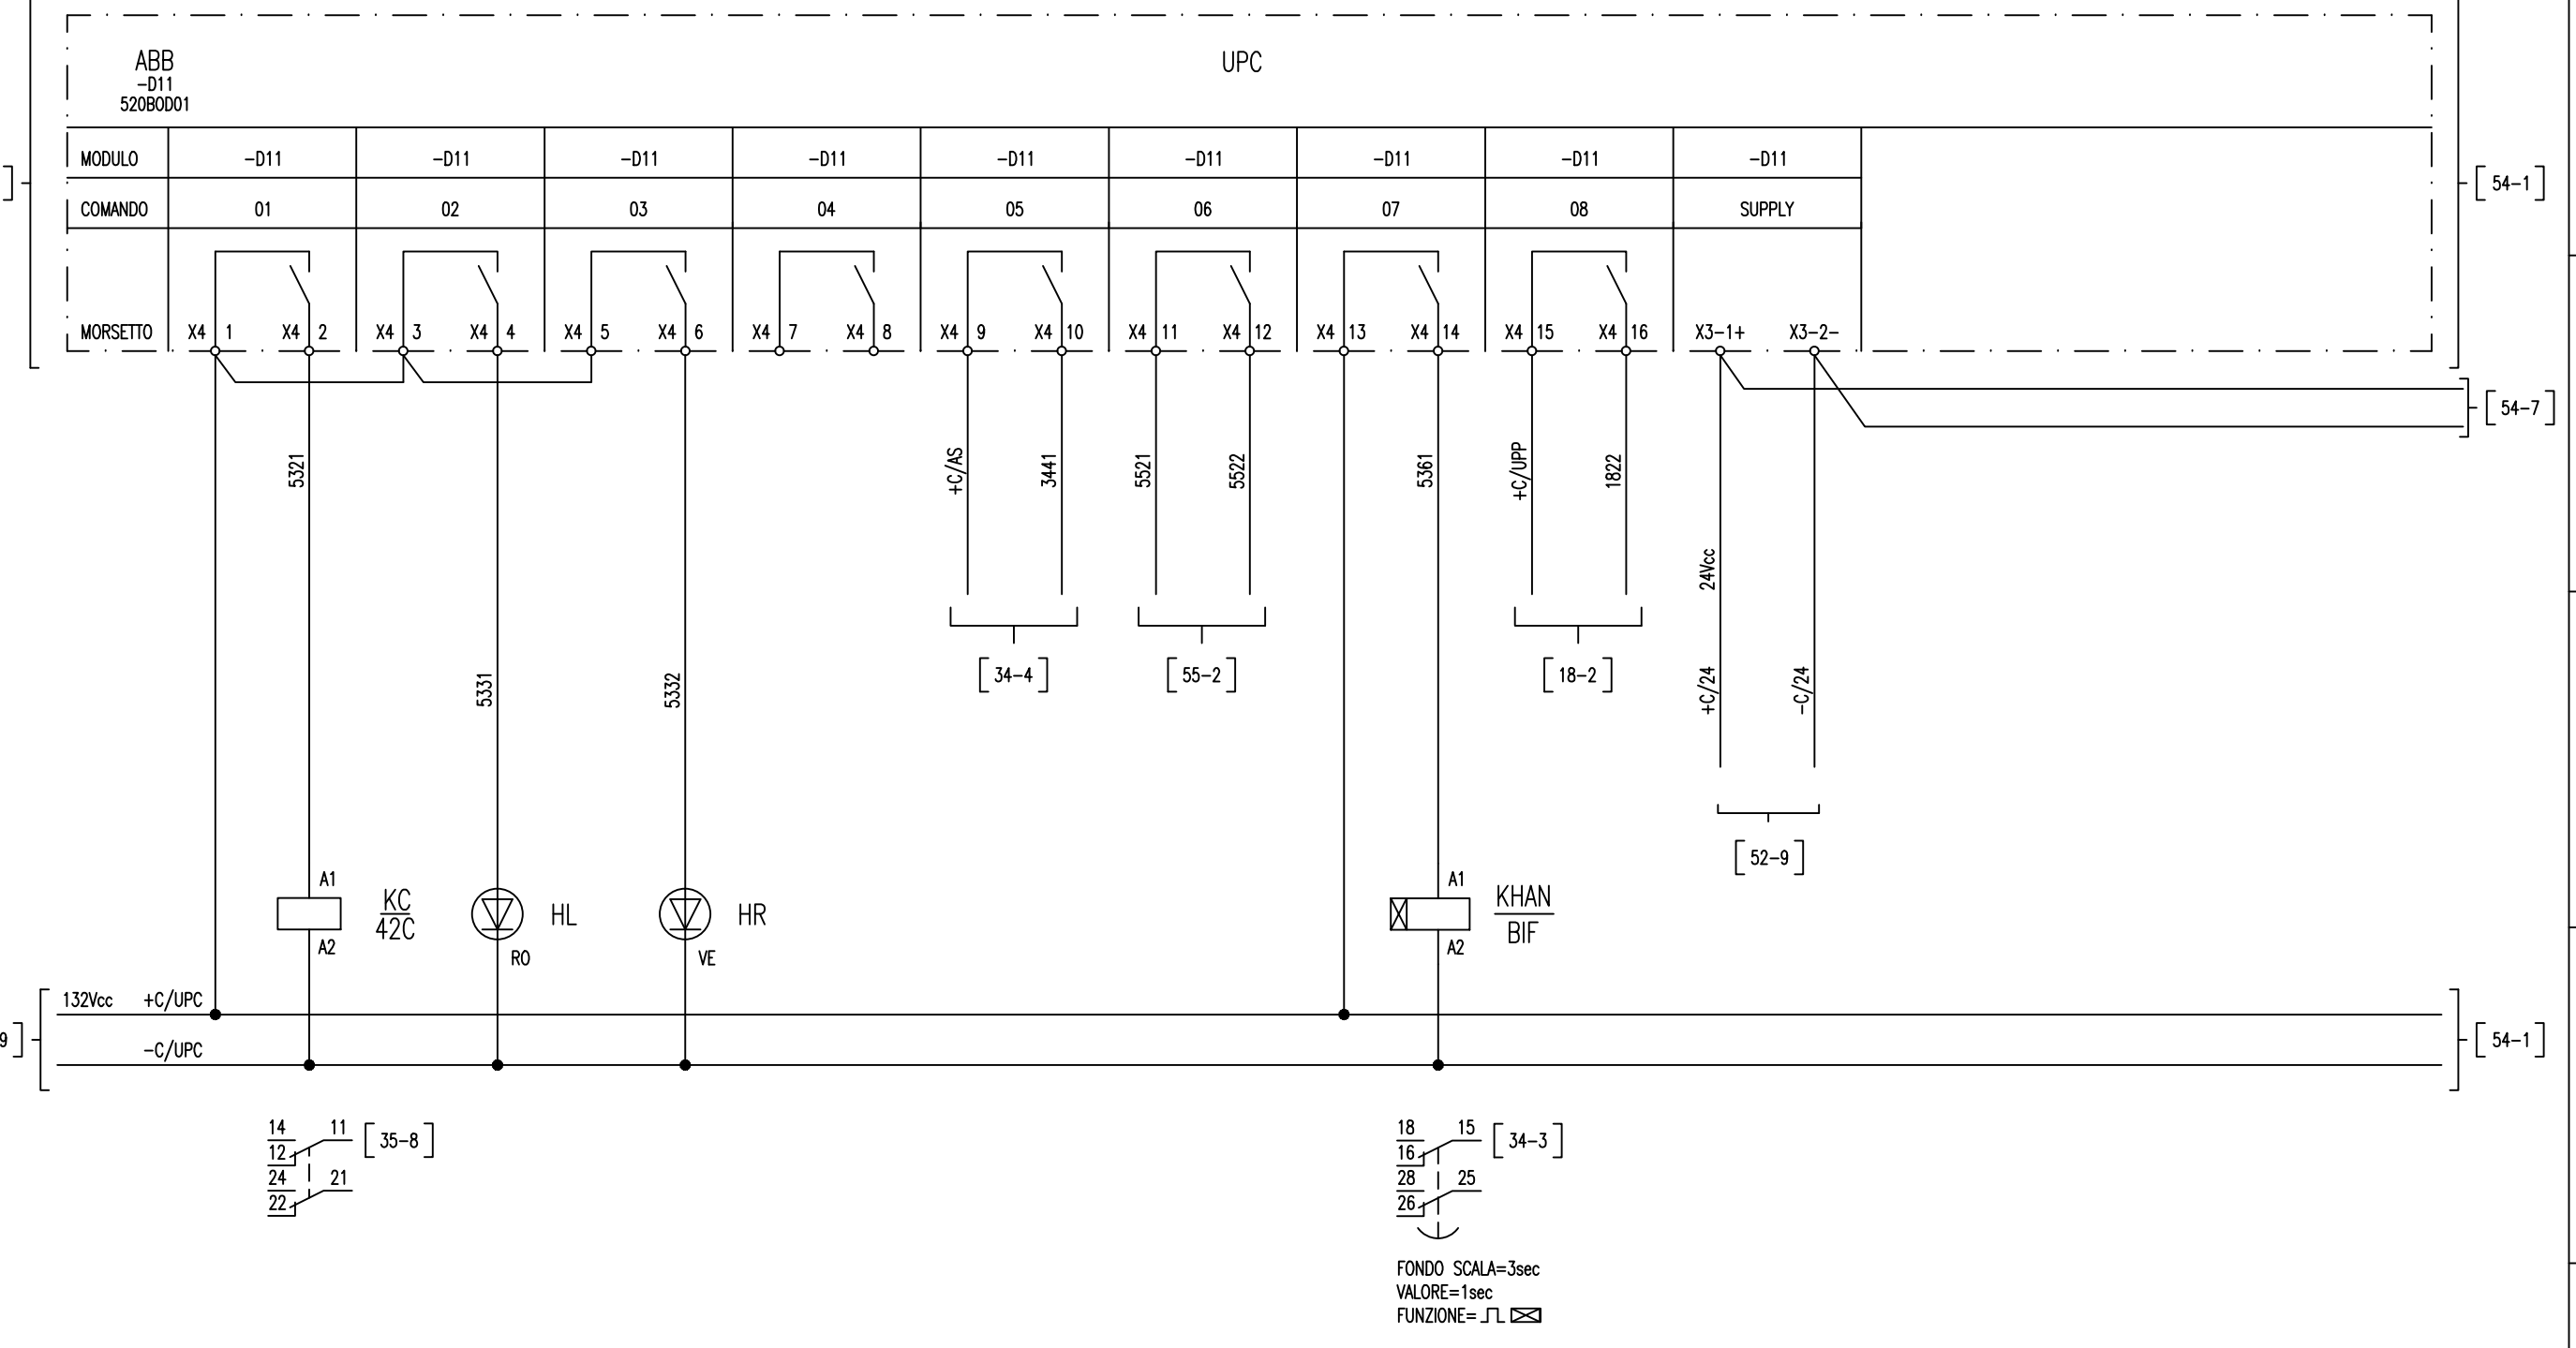 ABB
-D11
520BOD01
UPC
MODULO -D11 -D11 -D11 -D11 -D11 -D11 -D11 -D11 -D11
COMANDO 01 02 03 04 05 06 07 08 SUPPLY
MORSETTO X4 1 X4 2 X4 3 X4 4 X4 5 X4 6 X4 7 X4 8 X4 9 X4 10 X4 11 X4 12 X4 13 X4 14 X4 15 X4 16 X3-1+ X3-2-
54-1
54-7
5321
+C/AS
3441
5521
5522
5361
+C/UPP
1822
24Vcc
5331
5332
34-4
55-2
18-2
+C/24
-C/24
52-9
A1
KC
42C
A2
HL
RO
HR
VE
A1
KHAN
BIF
A2
132Vcc +C/UPC
-C/UPC
9
54-1
14 11
12
24 21
22
35-8
18 15
16
28 25
26
34-3
FONDO SCALA=3sec
VALORE=1sec
FUNZIONE=